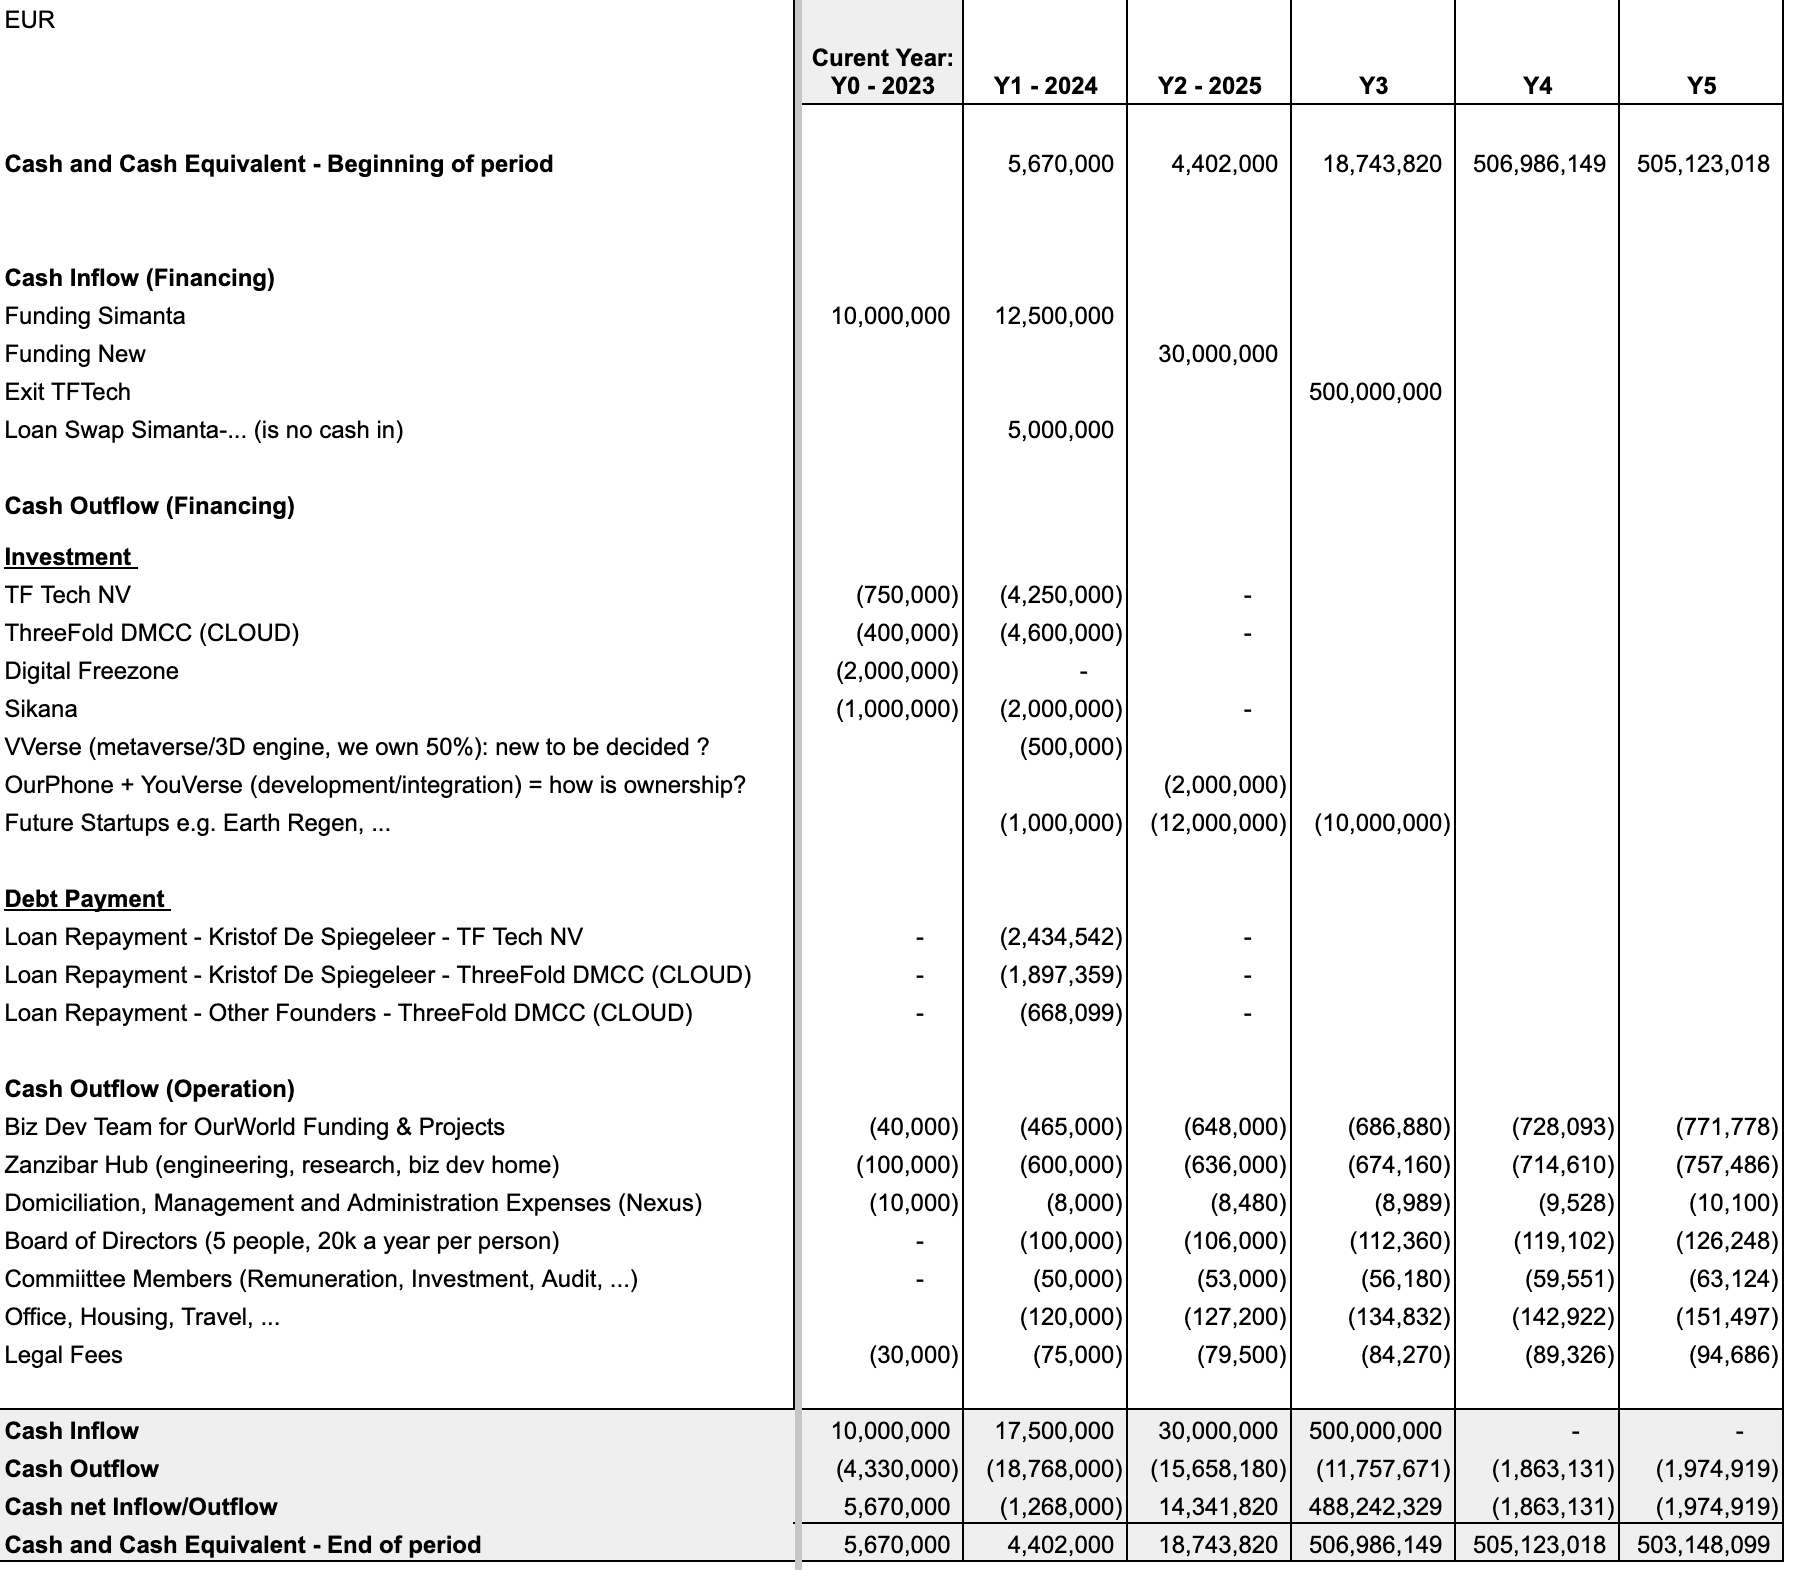 EUR
Curent Year:
Y0 - 2023 Y1 - 2024 Y2 - 2025 Y3 Y4 Y5
Cash and Cash Equivalent - Beginning of period 5,670,000 4,402,000 18,743,820 506,986,149 505,123,018
Cash Inflow (Financing)
Funding Simanta 10,000,000 12,500,000
Funding New 30,000,000
Exit TFTech 500,000,000
Loan Swap Simanta-... (is no cash in) 5,000,000
Cash Outflow (Financing)
Investment
TF Tech NV (750,000) (4,250,000) -
ThreeFold DMCC (CLOUD) (400,000) (4,600,000) -
Digital Freezone (2,000,000) -
Sikana (1,000,000) (2,000,000) -
VVerse (metaverse/3D engine, we own 50%): new to be decided ? (500,000)
OurPhone + YouVerse (development/integration) = how is ownership? (2,000,000)
Future Startups e.g. Earth Regen, ... (1,000,000) (12,000,000) (10,000,000)
Debt Payment
Loan Repayment - Kristof De Spiegeleer - TF Tech NV - (2,434,542) -
Loan Repayment - Kristof De Spiegeleer - ThreeFold DMCC (CLOUD) - (1,897,359) -
Loan Repayment - Other Founders - ThreeFold DMCC (CLOUD) - (668,099) -
Cash Outflow (Operation)
Biz Dev Team for OurWorld Funding & Projects (40,000) (465,000) (648,000) (686,880) (728,093) (771,778)
Zanzibar Hub (engineering, research, biz dev home) (100,000) (600,000) (636,000) (674,160) (714,610) (757,486)
Domiciliation, Management and Administration Expenses (Nexus) (10,000) (8,000) (8,480) (8,989) (9,528) (10,100)
Board of Directors (5 people, 20k a year per person) - (100,000) (106,000) (112,360) (119,102) (126,248)
Commiittee Members (Remuneration, Investment, Audit, ...) - (50,000) (53,000) (56,180) (59,551) (63,124)
Office, Housing, Travel, ... (120,000) (127,200) (134,832) (142,922) (151,497)
Legal Fees (30,000) (75,000) (79,500) (84,270) (89,326) (94,686)
Cash Inflow 10,000,000 17,500,000 30,000,000 500,000,000 - -
Cash Outflow (4,330,000) (18,768,000) (15,658,180) (11,757,671) (1,863,131) (1,974,919)
Cash net Inflow/Outflow 5,670,000 (1,268,000) 14,341,820 488,242,329 (1,863,131) (1,974,919)
Cash and Cash Equivalent - End of period 5,670,000 4,402,000 18,743,820 506,986,149 505,123,018 503,148,099